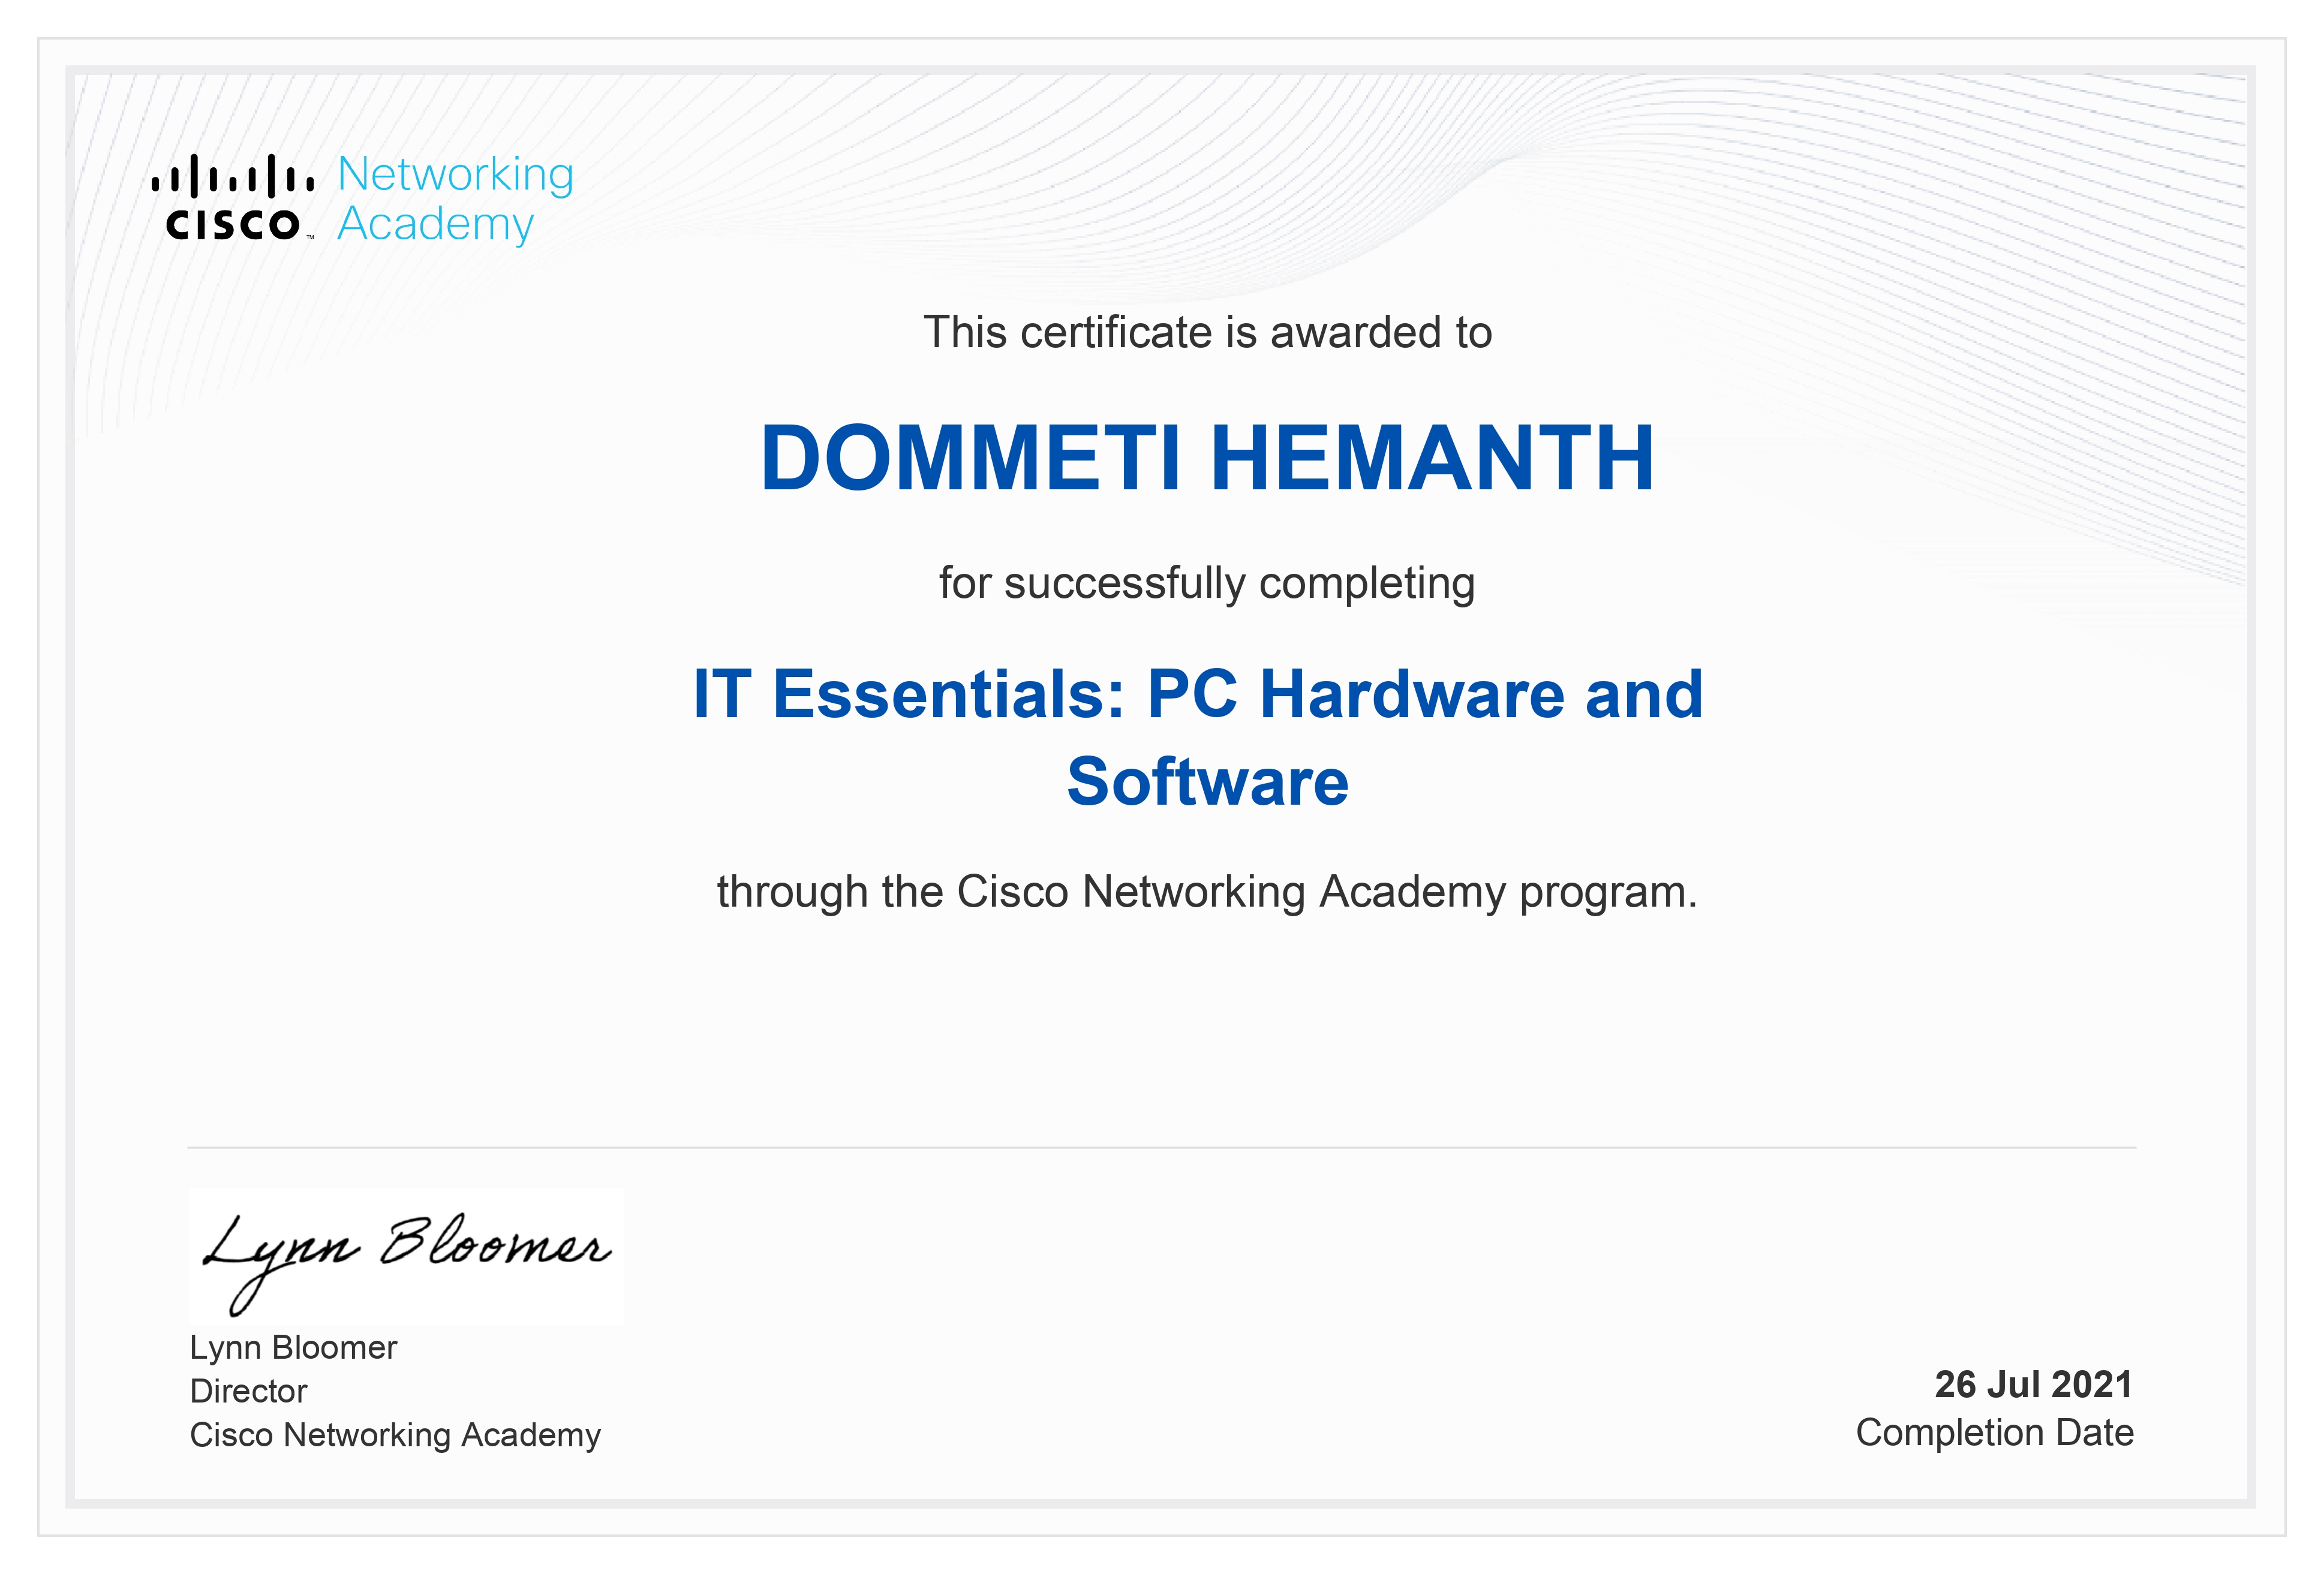 CISCO™ Networking Academy
This certificate is awarded to
DOMMETI HEMANTH
for successfully completing
IT Essentials: PC Hardware and
Software
through the Cisco Networking Academy program.
Lynn Bloomer
Lynn Bloomer
Director
Cisco Networking Academy
26 Jul 2021
Completion Date